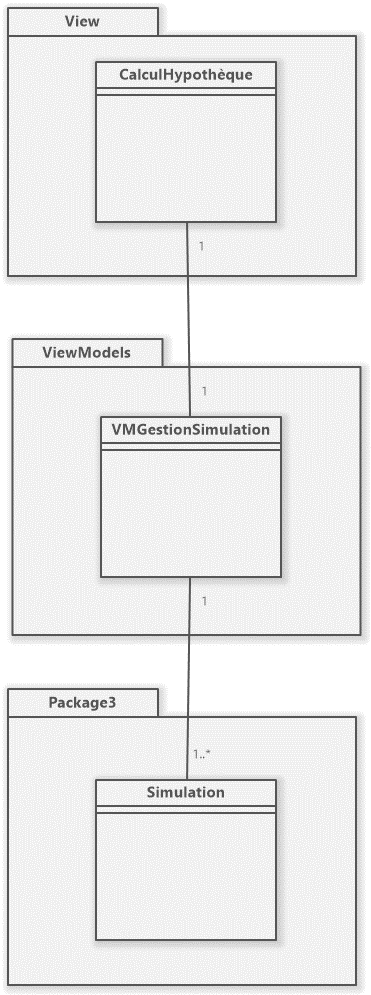 View
CalculHypothèque
1
ViewModels
1
VMGestionSimulation
1
Package3
1..*
Simulation